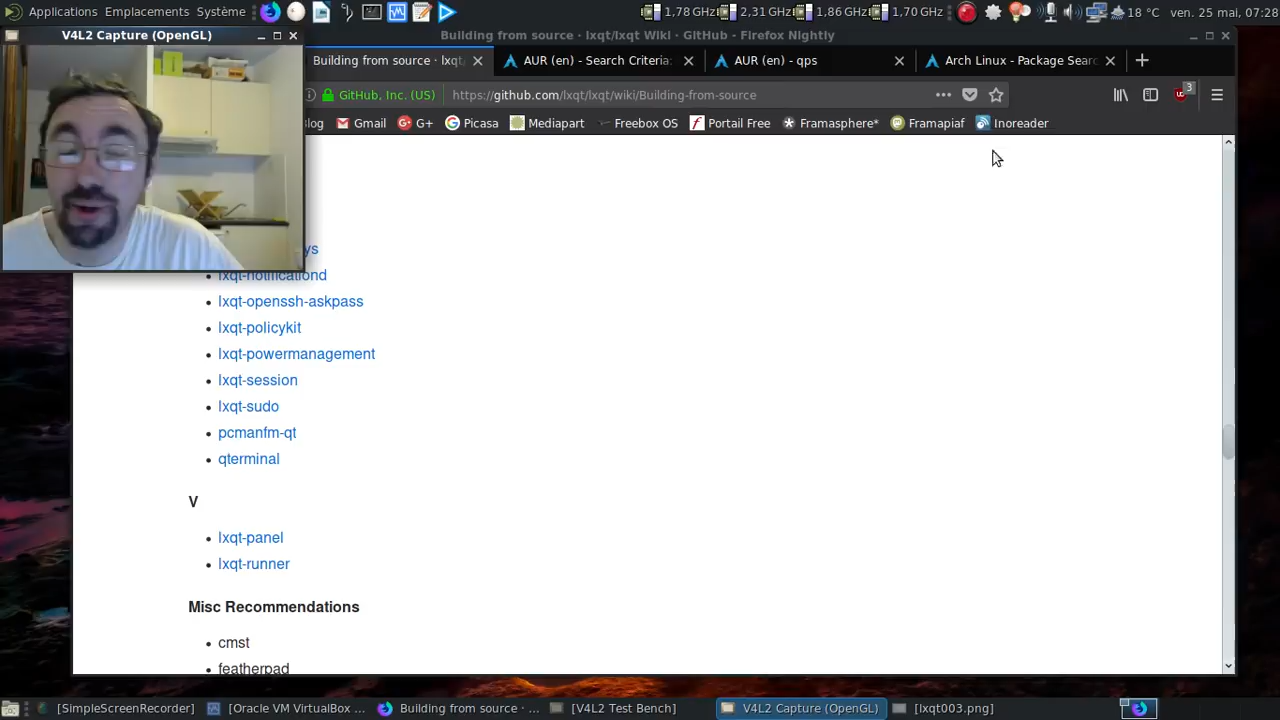 Applications Emplacements Système 1,78 GHz 2,31 GHz 1,86 GHz 1,70 GHz 18 °C ven. 25 mai, 07:28
V4L2 Capture (OpenGL)
Building from source · lxqt/lxqt Wiki · GitHub - Firefox Nightly
Building from source · lxqt/ AUR (en) - Search Criteria: AUR (en) - qps Arch Linux - Package Searc
GitHub, Inc. (US) https://github.com/lxqt/lxqt/wiki/Building-from-source 3
log Gmail G+ Picasa Mediapart Freebox OS Portail Free Framasphère* Framapiaf Inoreader
ys
lxqt-notificationd
lxqt-openssh-askpass
lxqt-policykit
lxqt-powermanagement
lxqt-session
lxqt-sudo
pcmanfm-qt
qterminal
V
lxqt-panel
lxqt-runner
Misc Recommendations
cmst
featherpad
[SimpleScreenRecorder] [Oracle VM VirtualBox ... Building from source · ... [V4L2 Test Bench] V4L2 Capture (OpenGL) [lxqt003.png]